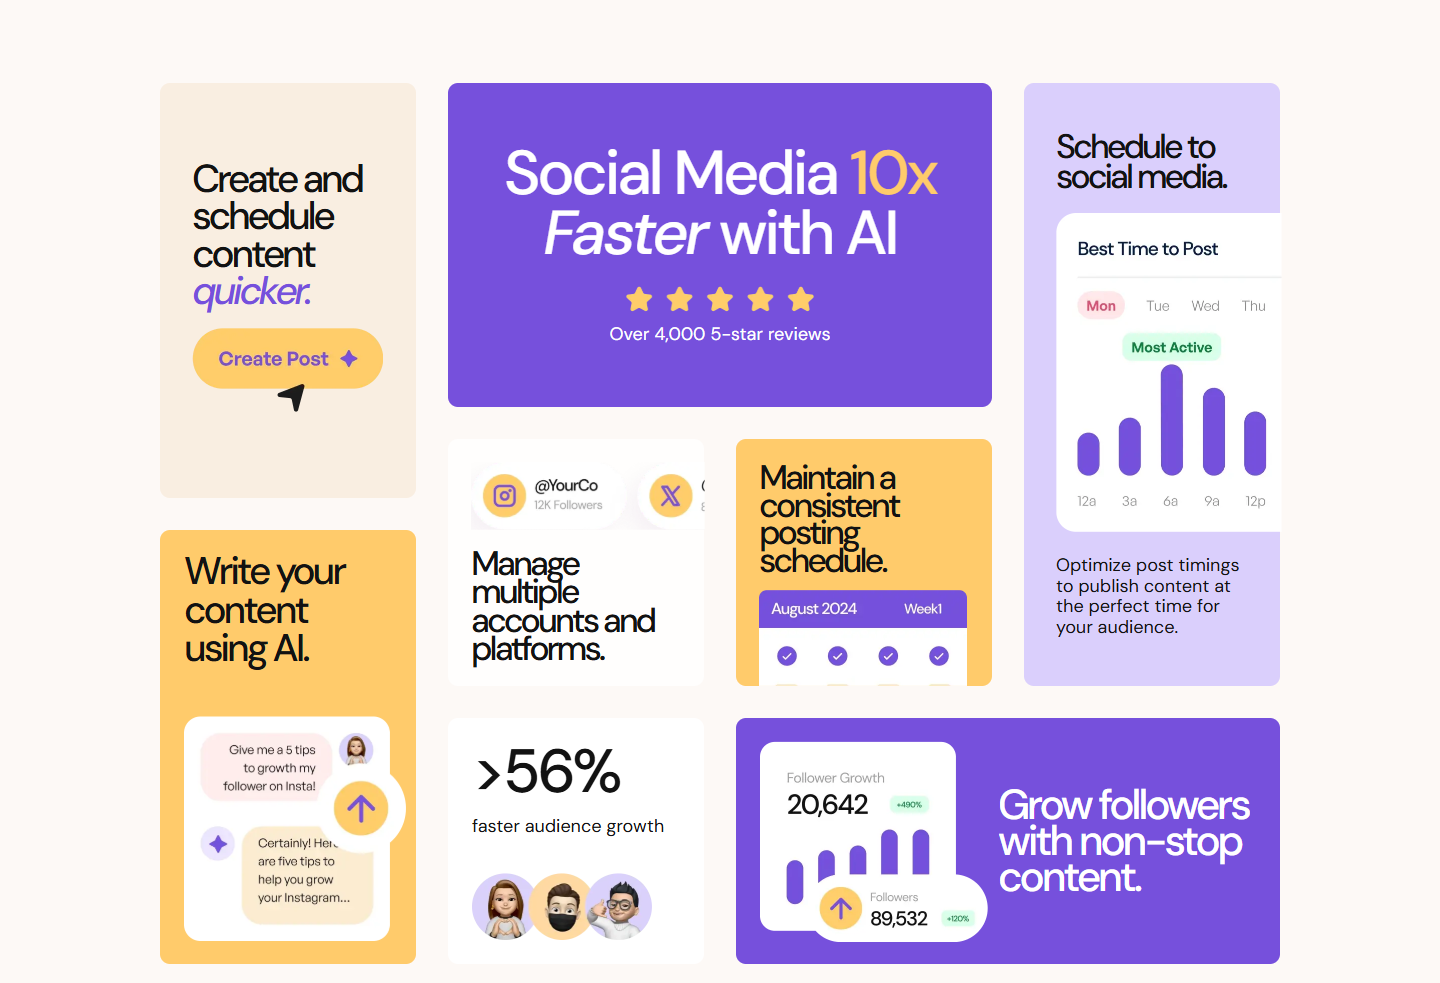 Create and
schedule
content
quicker.
Create Post
Social Media 10x
Faster with AI
Over 4,000 5-star reviews
Schedule to
social media.
Best Time to Post
Mon Tue Wed Thu
Most Active
12a 3a 6a 9a 12p
Optimize post timings
to publish content at
the perfect time for
your audience.
@YourCo
12K Followers
Manage
multiple
accounts and
platforms.
Maintain a
consistent
posting
schedule.
August 2024 Week1
Write your
content
using AI.
Give me a 5 tips
to growth my
follower on Insta!
Certainly! Here
are five tips to
help you grow
your Instagram...
>56%
faster audience growth
Follower Growth
20,642 +490%
Followers
89,532 +120%
Grow followers
with non-stop
content.